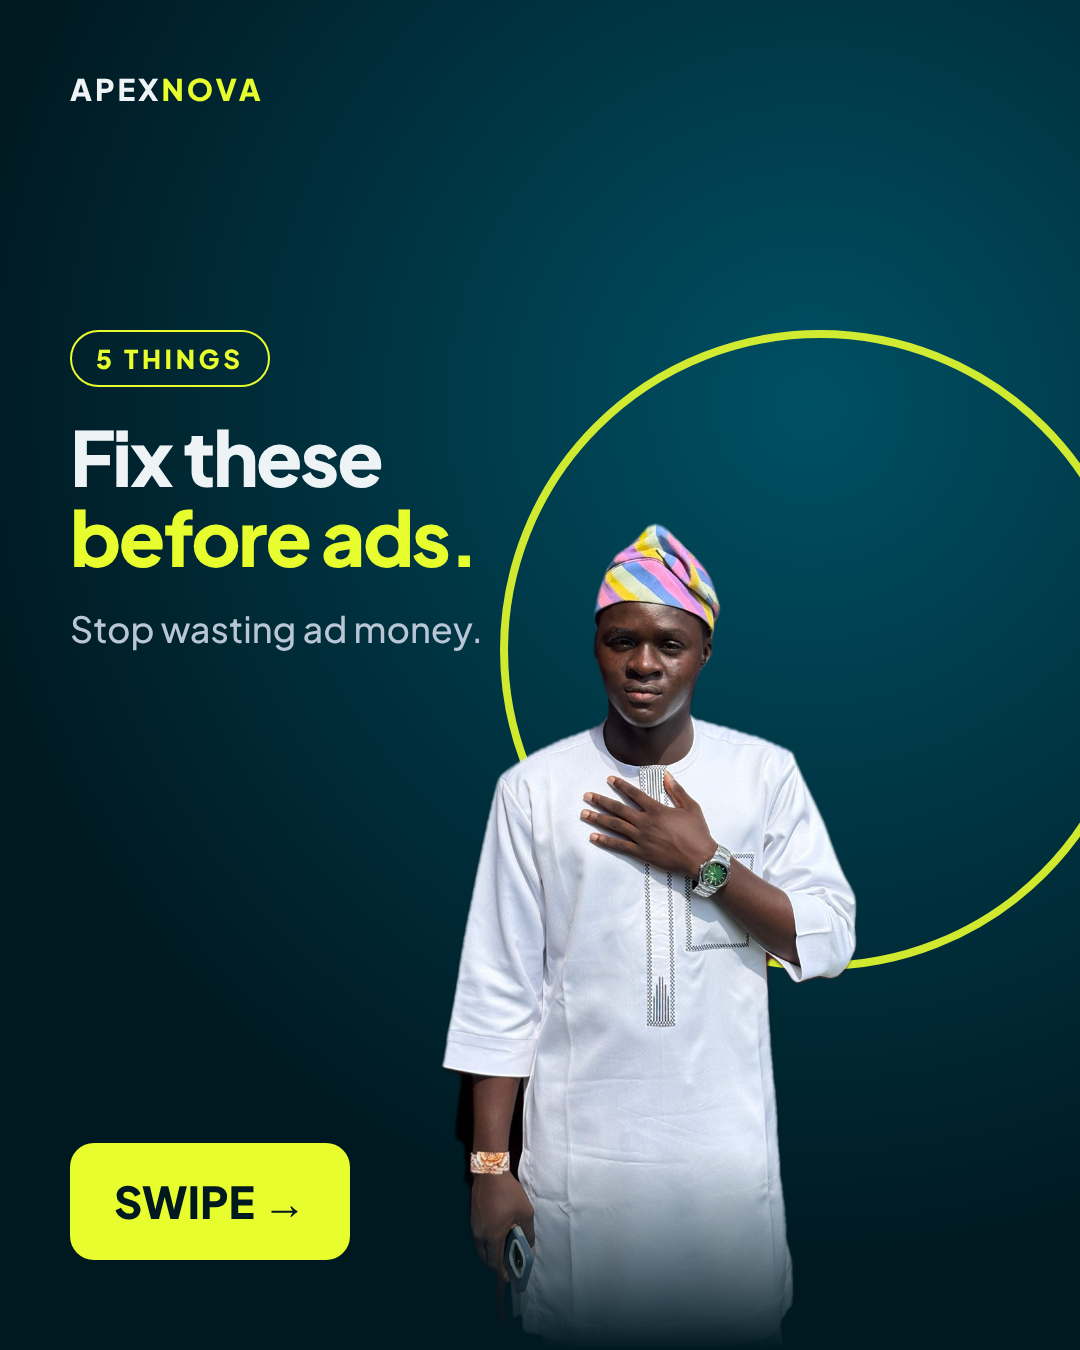 APEXNOVA
5 THINGS
Fix these
before ads.
Stop wasting ad money.
SWIPE →